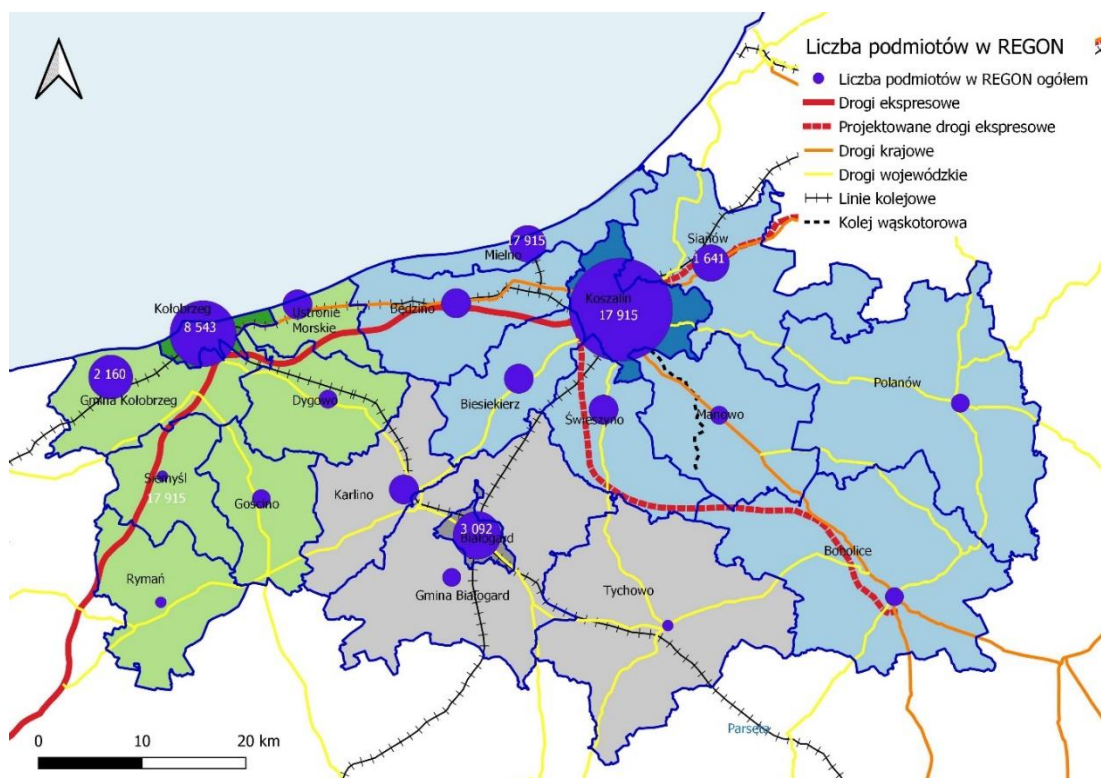 Liczba podmiotów w REGON
Liczba podmiotów w REGON ogółem
Drogi ekspresowe
Projektowane drogi ekspresowe
Drogi krajowe
Drogi wojewódzkie
Linie kolejowe
Kolej wąskotorowa
Sianów
1 641
17 915
Mielno
Koszalin
17 915
Kołobrzeg
8 543
Ustronie
Morskie
Będzino
2 160
Gmina Kołobrzeg
Dygowo
Biesiekierz
Świeszyno
Manowo
Polanów
Siemyśl
17 915
Gościno
Karlino
3 092
Białogard
Bobolice
Rymań
Gmina Białogard
Tychowo
Parsęta
0
10
20 km